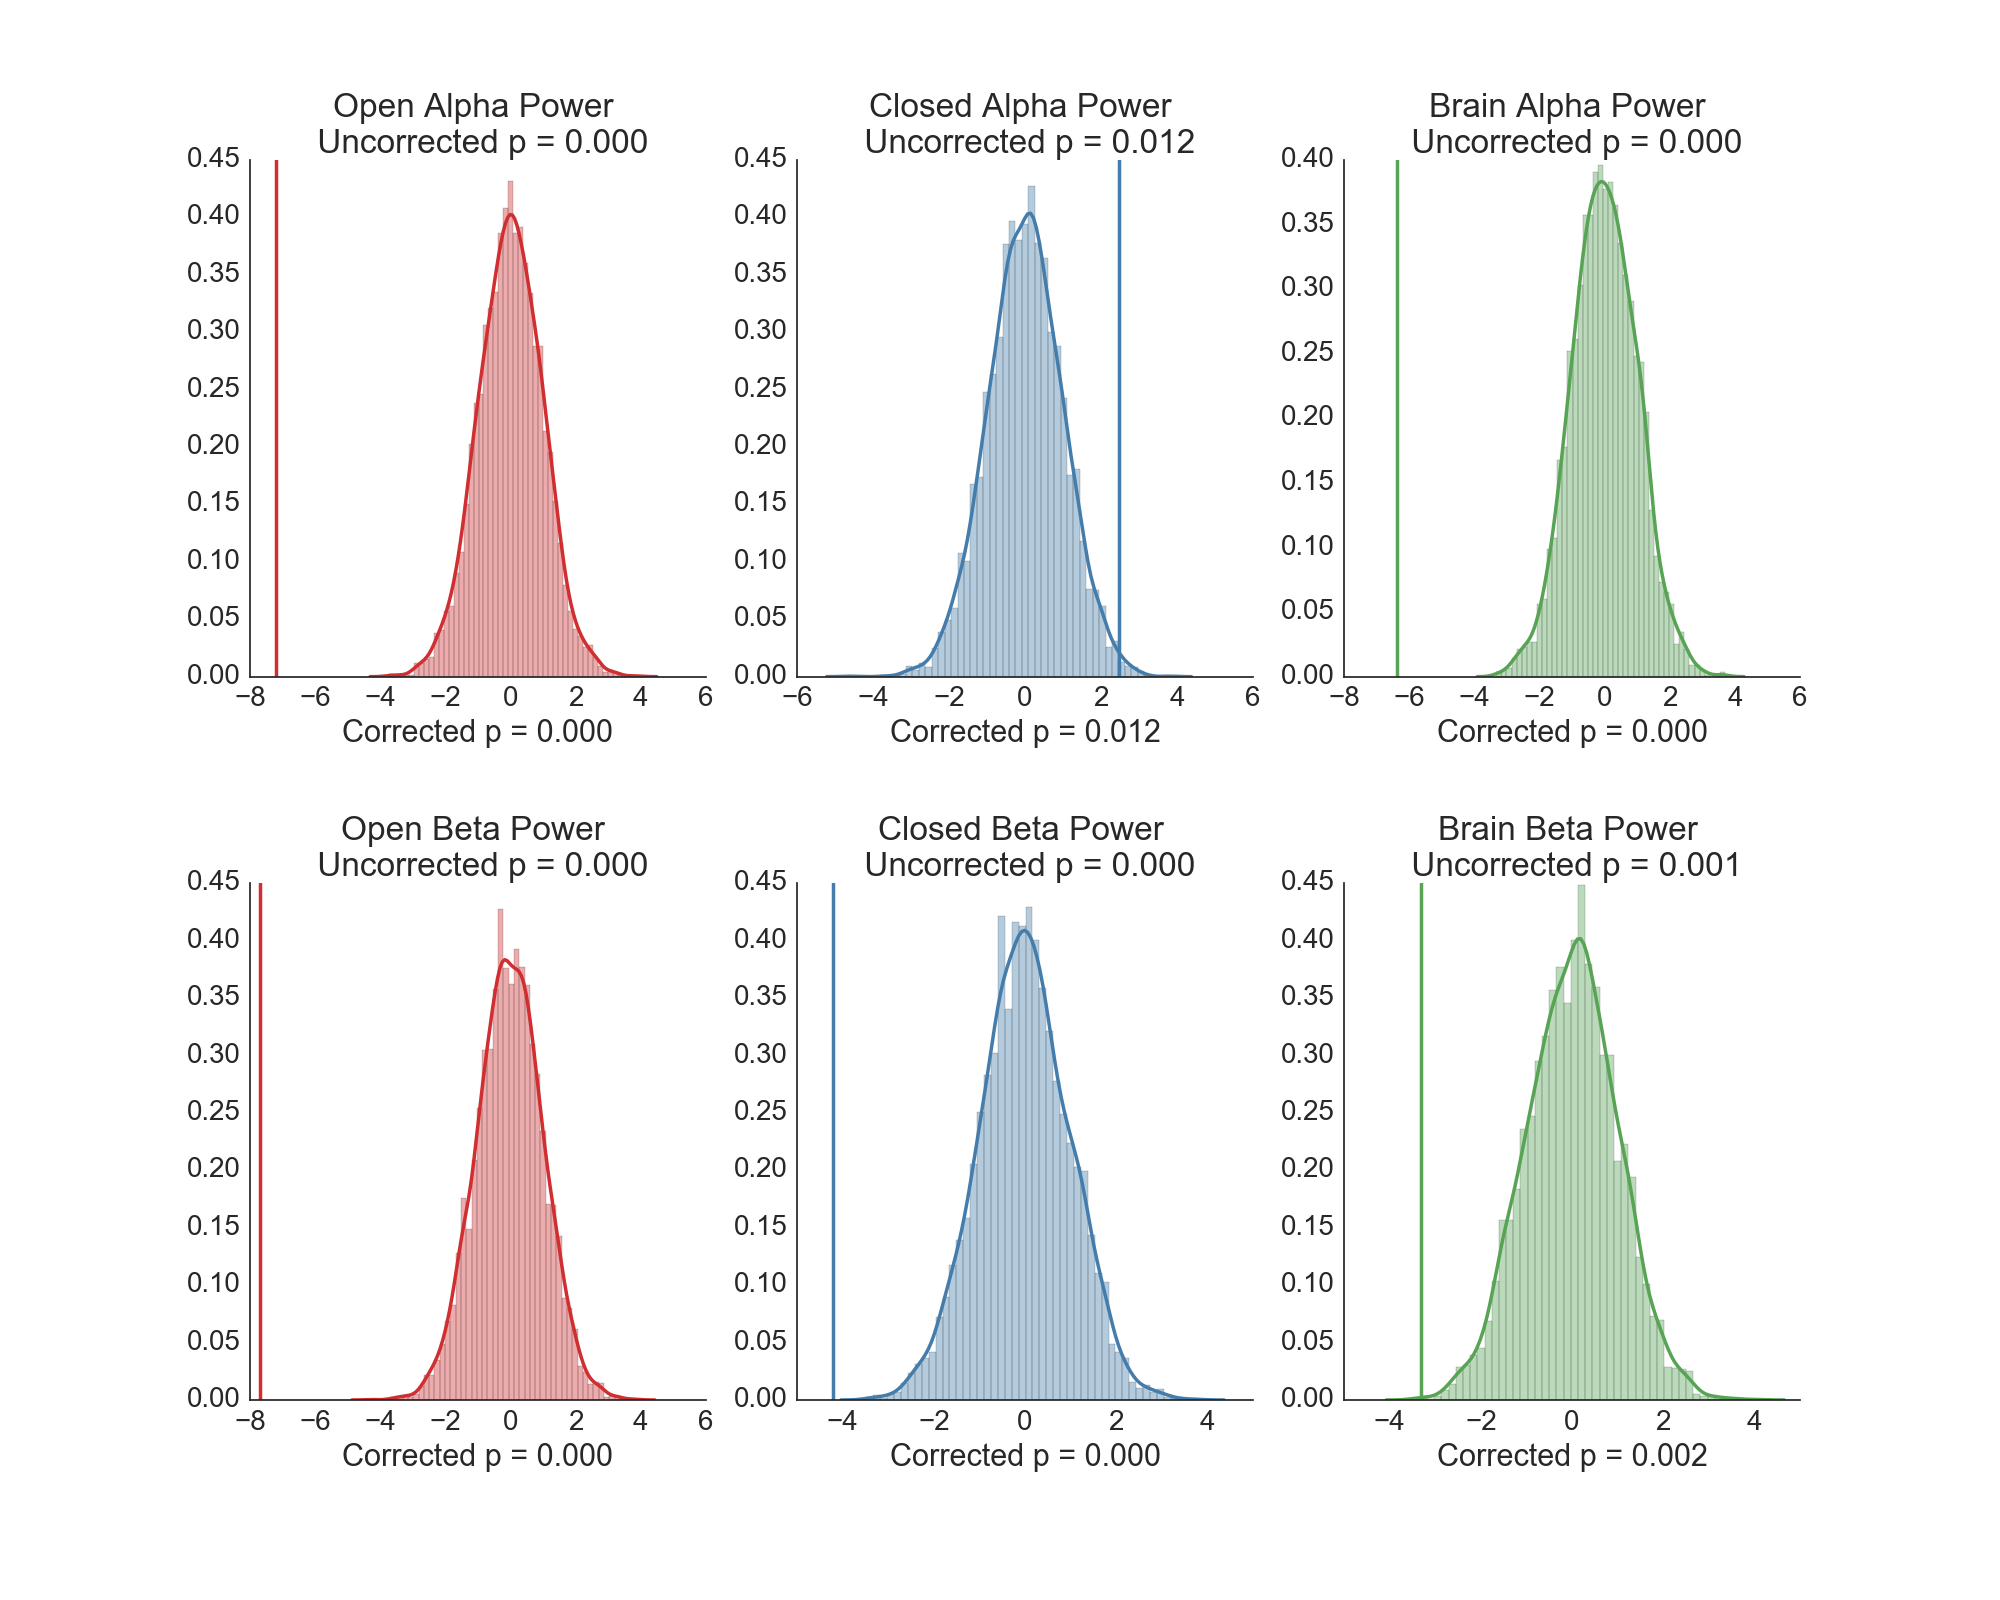 Open Alpha Power
Uncorrected p = 0.000
0.45
0.40
0.35
0.30
0.25
0.20
0.15
0.10
0.05
0.00
−8 −6 −4 −2 0 2 4 6
Corrected p = 0.000
Closed Alpha Power
Uncorrected p = 0.012
0.45
0.40
0.35
0.30
0.25
0.20
0.15
0.10
0.05
0.00
−6 −4 −2 0 2 4 6
Corrected p = 0.012
Brain Alpha Power
Uncorrected p = 0.000
0.40
0.35
0.30
0.25
0.20
0.15
0.10
0.05
0.00
−8 −6 −4 −2 0 2 4 6
Corrected p = 0.000
Open Beta Power
Uncorrected p = 0.000
0.45
0.40
0.35
0.30
0.25
0.20
0.15
0.10
0.05
0.00
−8 −6 −4 −2 0 2 4 6
Corrected p = 0.000
Closed Beta Power
Uncorrected p = 0.000
0.45
0.40
0.35
0.30
0.25
0.20
0.15
0.10
0.05
0.00
−4 −2 0 2 4
Corrected p = 0.000
Brain Beta Power
Uncorrected p = 0.001
0.45
0.40
0.35
0.30
0.25
0.20
0.15
0.10
0.05
0.00
−4 −2 0 2 4
Corrected p = 0.002